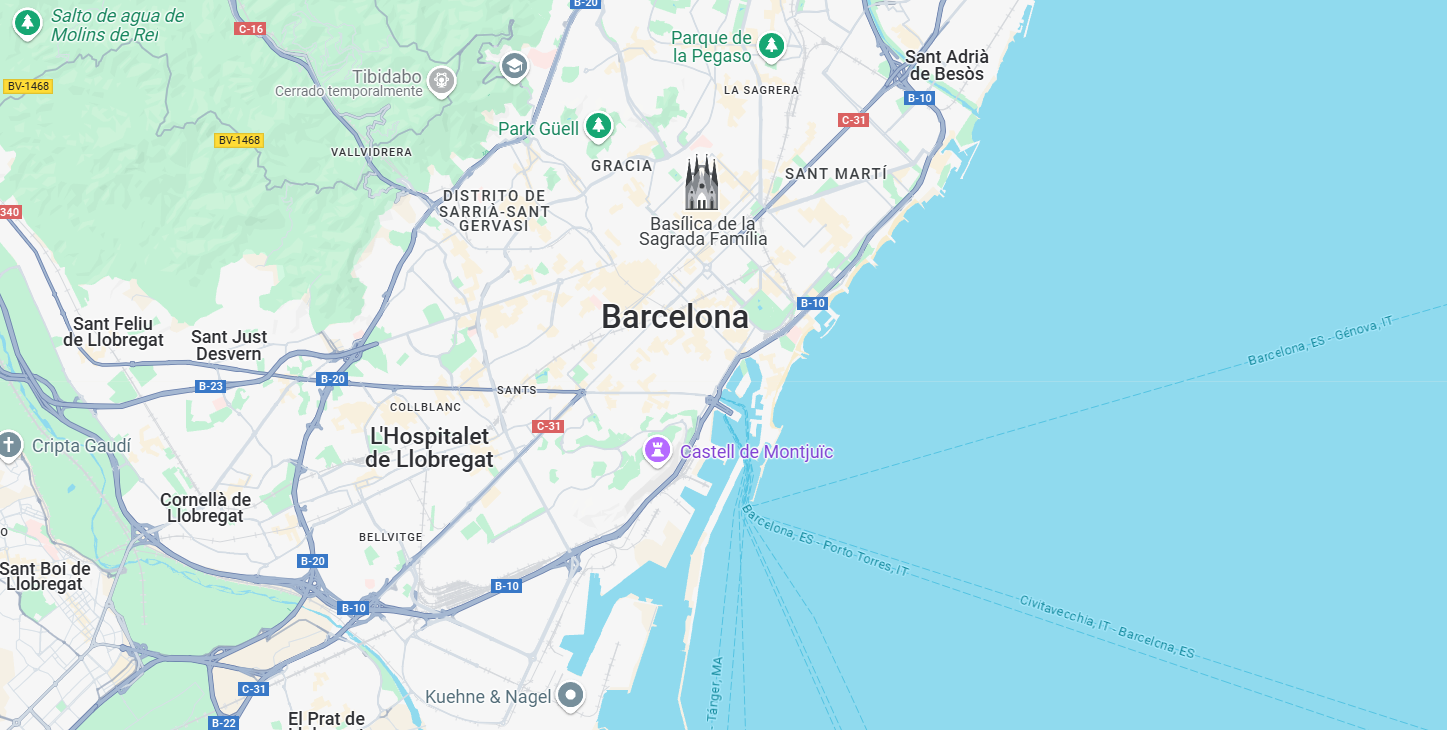 B-20
Salto de agua de
Molins de Rei
C-16
Parque de
la Pegaso
Sant Adrià
de Besòs
Tibidabo
Cerrado temporalmente
BV-1468
LA SAGRERA
B-10
C-31
Park Güell
BV-1468
VALLVIDRERA
GRACIA
SANT MARTÍ
DISTRITO DE
SARRIÀ-SANT
GERVASI
340
Basílica de la
Sagrada Família
B-10
Barcelona
Sant Feliu
de Llobregat
Sant Just
Desvern
Barcelona, ES - Génova, IT
B-20
B-23
SANTS
COLLBLANC
C-31
L'Hospitalet
de Llobregat
Cripta Gaudí
Castell de Montjuïc
Cornellà de
Llobregat
o
BELLVITGE
Barcelona, ES - Porto Torres, IT
B-20
Sant Boi de
Llobregat
B-10
B-10
Civitavecchia, IT - Barcelona, ES
C-31
Kuehne & Nagel
Tánger, MA
B-22
El Prat de